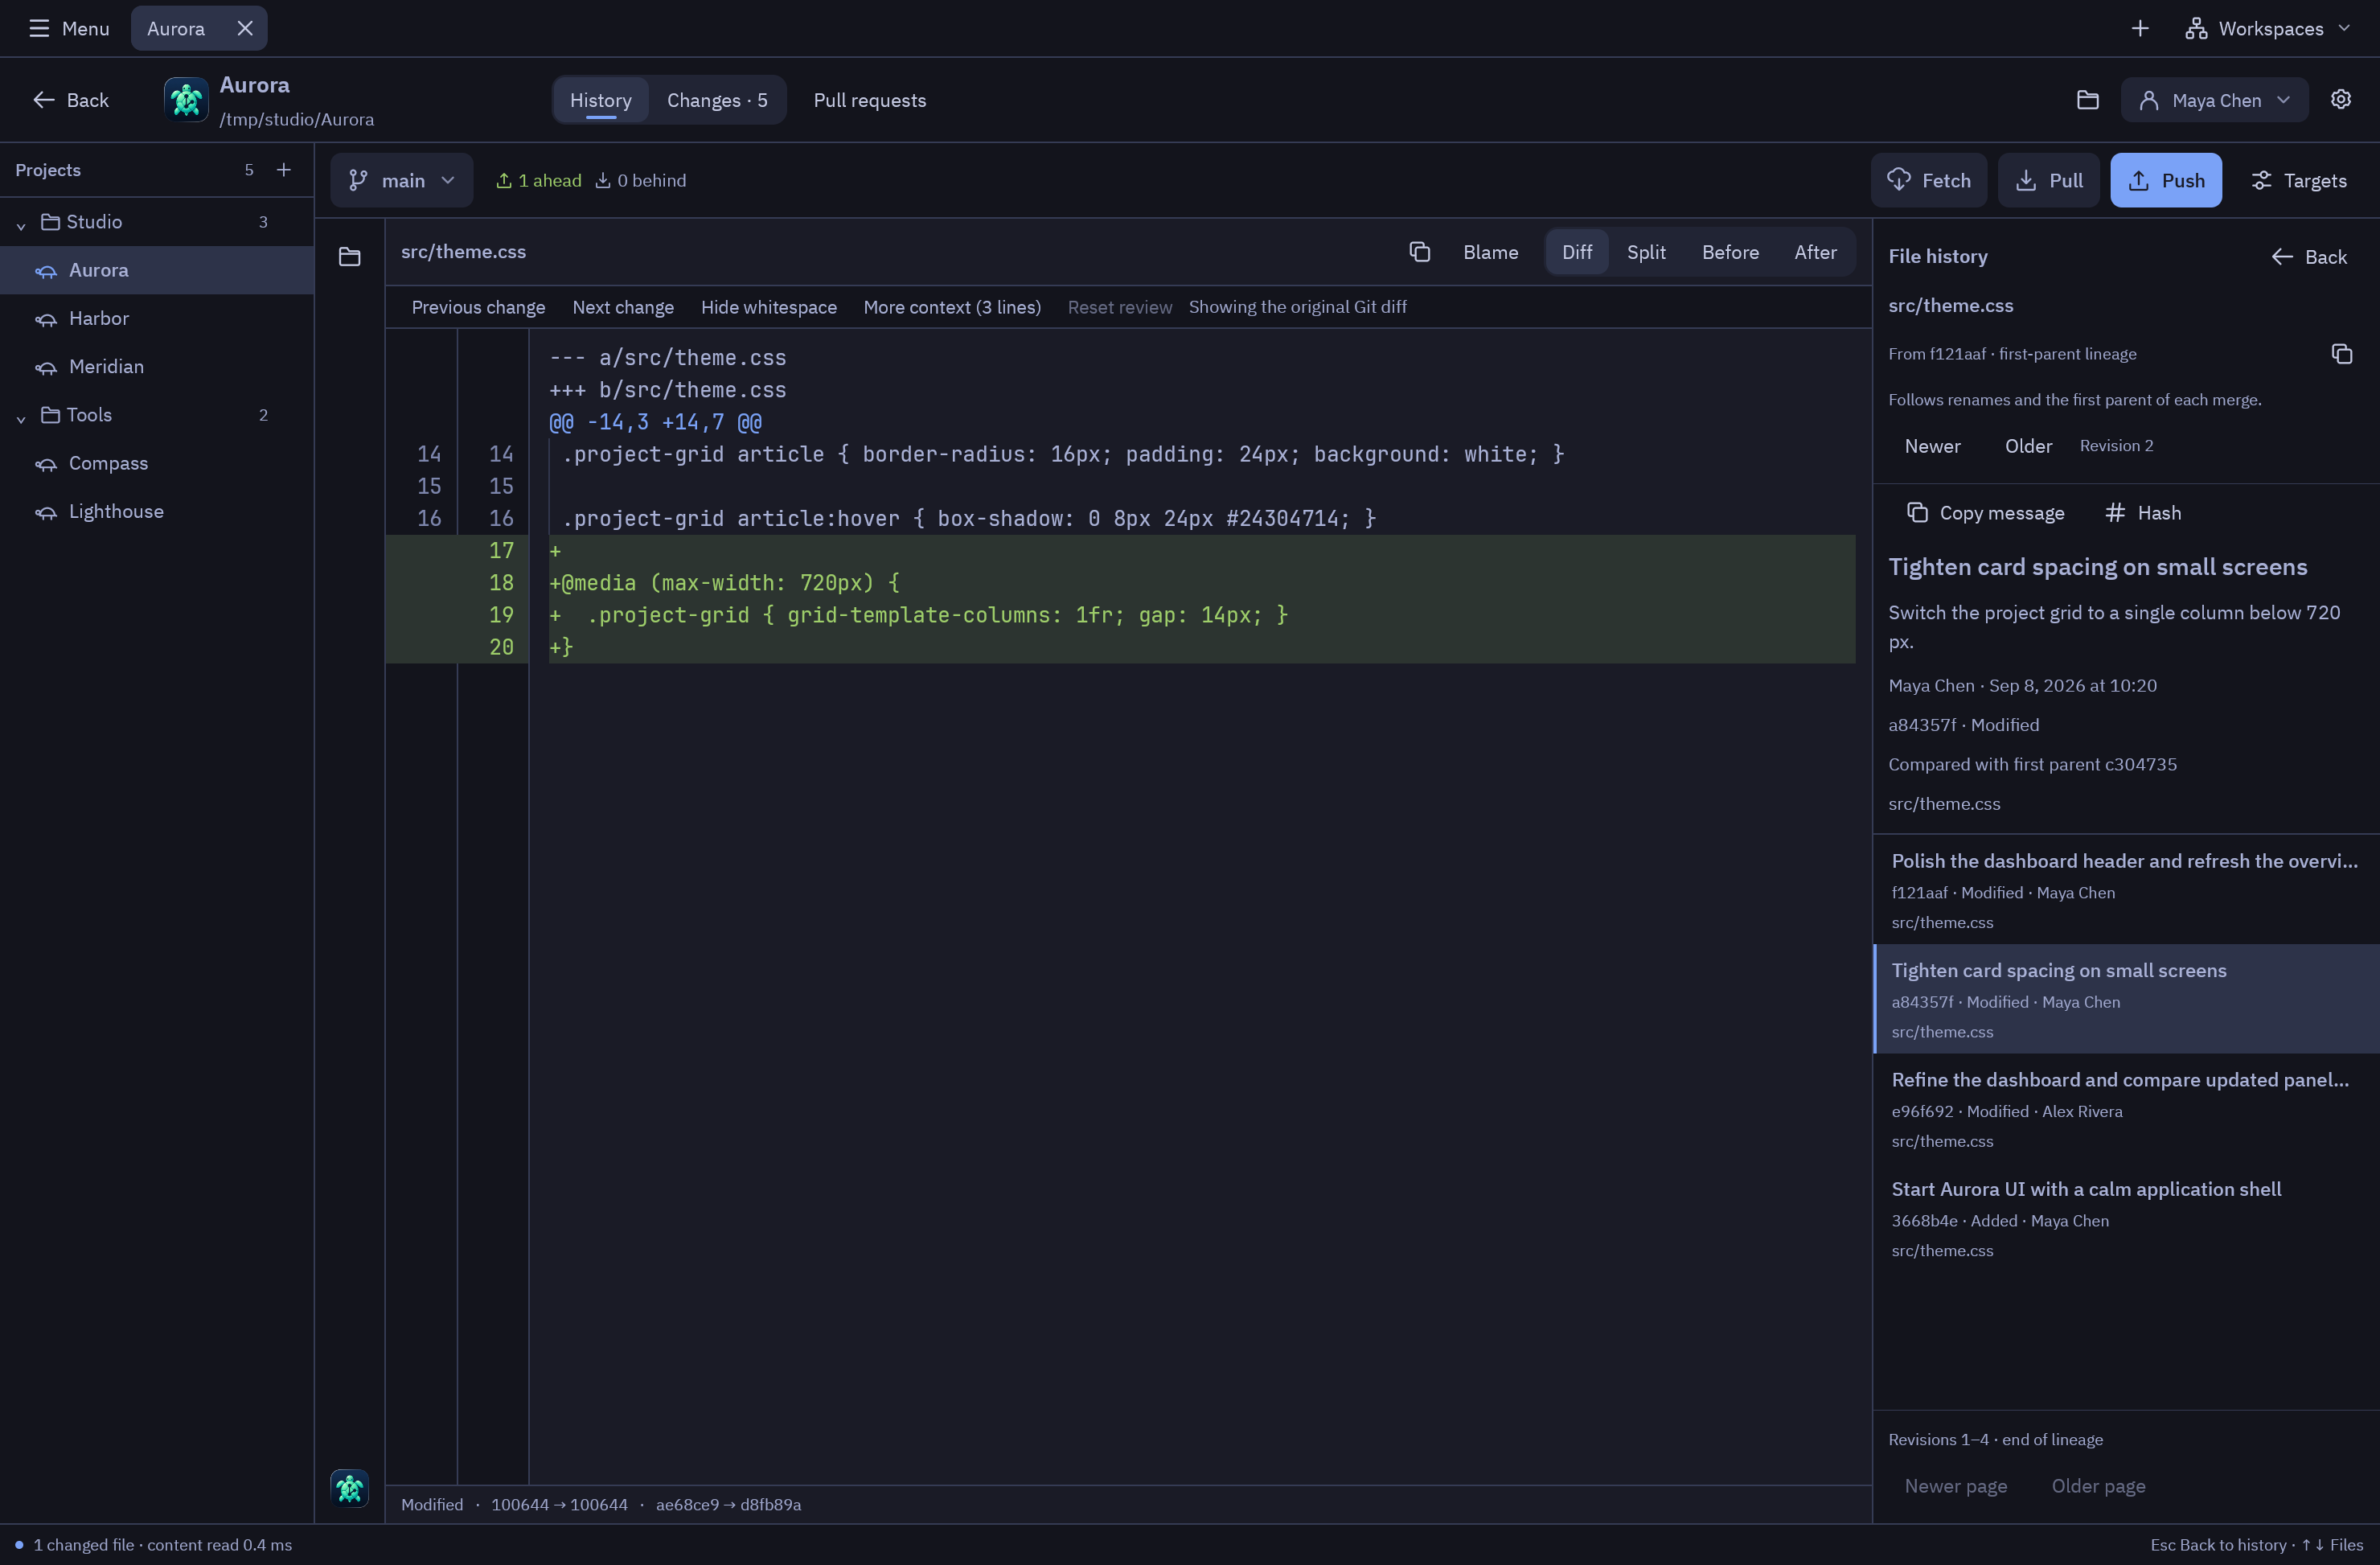 Menu
Aurora
Workspaces
Back
Aurora
/tmp/studio/Aurora
History
Changes · 5
Pull requests
Maya Chen
Projects
5
Studio
3
Aurora
Harbor
Meridian
Tools
2
Compass
Lighthouse
main
1 ahead
0 behind
Fetch
Pull
Push
Targets
src/theme.css
Blame
Diff
Split
Before
After
Previous change
Next change
Hide whitespace
More context (3 lines)
Reset review
Showing the original Git diff
--- a/src/theme.css
+++ b/src/theme.css
@@ -14,3 +14,7 @@
14 14 .project-grid article { border-radius: 16px; padding: 24px; background: white; }
15 15
16 16 .project-grid article:hover { box-shadow: 0 8px 24px #24304714; }
17 +
18 +@media (max-width: 720px) {
19 +  .project-grid { grid-template-columns: 1fr; gap: 14px; }
20 +}
Modified · 100644 → 100644 · ae68ce9 → d8fb89a
File history
Back
src/theme.css
From f121aaf · first-parent lineage
Follows renames and the first parent of each merge.
Newer
Older
Revision 2
Copy message
Hash
Tighten card spacing on small screens
Switch the project grid to a single column below 720
px.
Maya Chen · Sep 8, 2026 at 10:20
a84357f · Modified
Compared with first parent c304735
src/theme.css
Polish the dashboard header and refresh the overvi...
f121aaf · Modified · Maya Chen
src/theme.css
Tighten card spacing on small screens
a84357f · Modified · Maya Chen
src/theme.css
Refine the dashboard and compare updated panel...
e96f692 · Modified · Alex Rivera
src/theme.css
Start Aurora UI with a calm application shell
3668b4e · Added · Maya Chen
src/theme.css
Revisions 1–4 · end of lineage
Newer page
Older page
1 changed file · content read 0.4 ms
Esc Back to history · ↑↓ Files